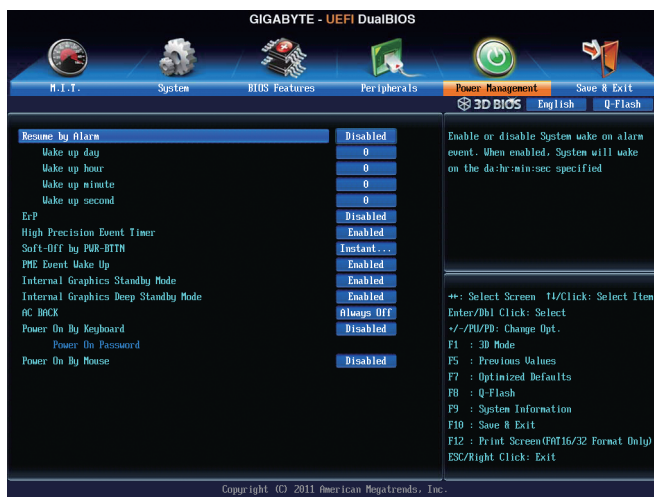 GIGABYTE - UEFI DualBIOS
M.I.T.
System
BIOS Features
Peripherals
Power Management
Save & Exit
3D BIOS
English
Q-Flash
Resume by Alarm Disabled
Wake up day 0
Wake up hour 0
Wake up minute 0
Wake up second 0
ErP Disabled
High Precision Event Timer Enabled
Soft-Off by PWR-BTTN Instant...
PME Event Wake Up Enabled
Internal Graphics Standby Mode Enabled
Internal Graphics Deep Standby Mode Enabled
AC BACK Always Off
Power On By Keyboard Disabled
Power On Password
Power On By Mouse Disabled
Enable or disable System wake on alarm
event. When enabled, System will wake
on the da:hr:min:sec specified
→←: Select Screen ↑↓/Click: Select Item
Enter/Dbl Click: Select
+/-/PU/PD: Change Opt.
F1 : 3D Mode
F5 : Previous Values
F7 : Optimized Defaults
F8 : Q-Flash
F9 : System Information
F10 : Save & Exit
F12 : Print Screen(FAT16/32 Format Only)
ESC/Right Click: Exit
Copyright (C) 2011 American Megatrends, Inc.